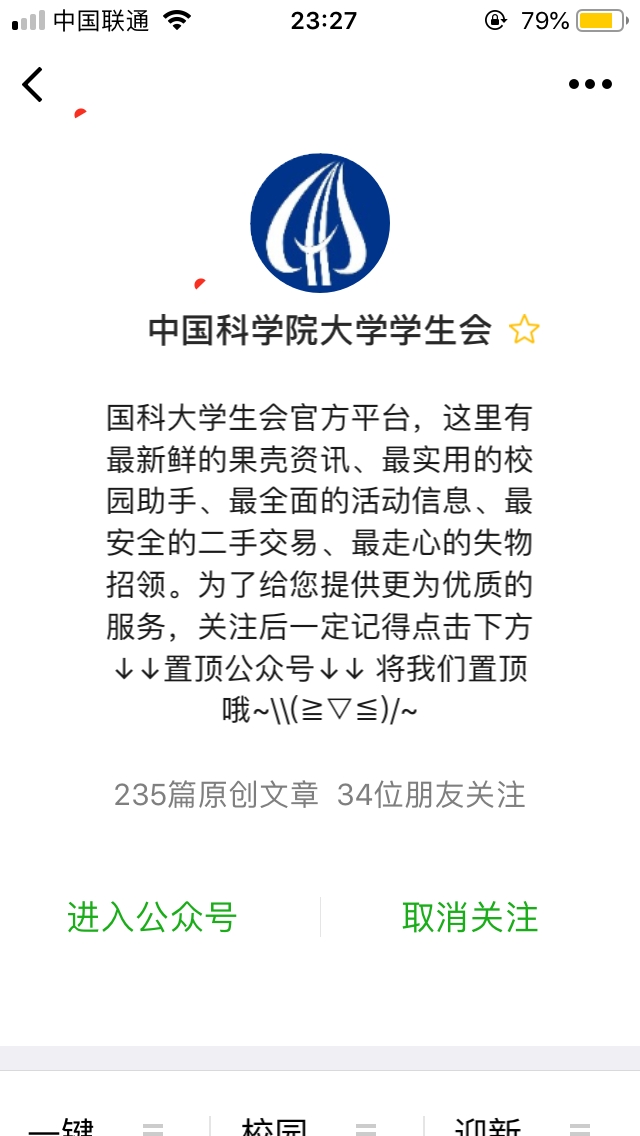 中国联通 23:27 79%
中国科学院大学学生会
国科大学生会官方平台，这里有
最新鲜的果壳资讯、最实用的校
园助手、最全面的活动信息、最
安全的二手交易、最走心的失物
招领。为了给您提供更为优质的
服务，关注后一定记得点击下方
↓↓置顶公众号↓↓ 将我们置顶
哦~\\(≧▽≦)/~
235篇原创文章 34位朋友关注
进入公众号 取消关注
一键 校园 迎新